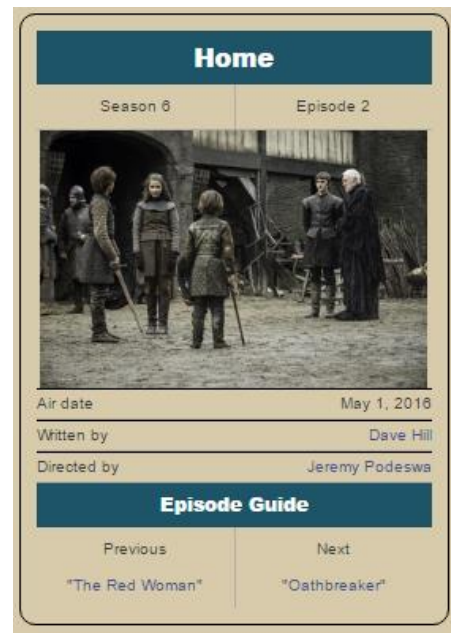 Home
Season 6 Episode 2
Air date May 1, 2016
Written by Dave Hill
Directed by Jeremy Podeswa
Episode Guide
Previous Next
"The Red Woman" "Oathbreaker"